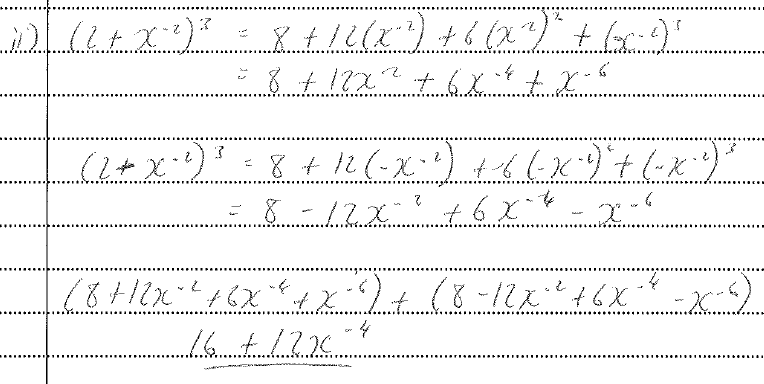 ii) (2 + x⁻²)³ = 8 + 12(x⁻²) + 6(x⁻²)² + (x⁻²)³
= 8 + 12x⁻² + 6x⁻⁴ + x⁻⁶
(2 - x⁻²)³ = 8 + 12(-x⁻²) + 6(-x⁻²)² + (-x⁻²)³
= 8 - 12x⁻² + 6x⁻⁴ - x⁻⁶
(8 + 12x⁻² + 6x⁻⁴ + x⁻⁶) + (8 - 12x⁻² + 6x⁻⁴ - x⁻⁶)
16 + 12x⁻⁴